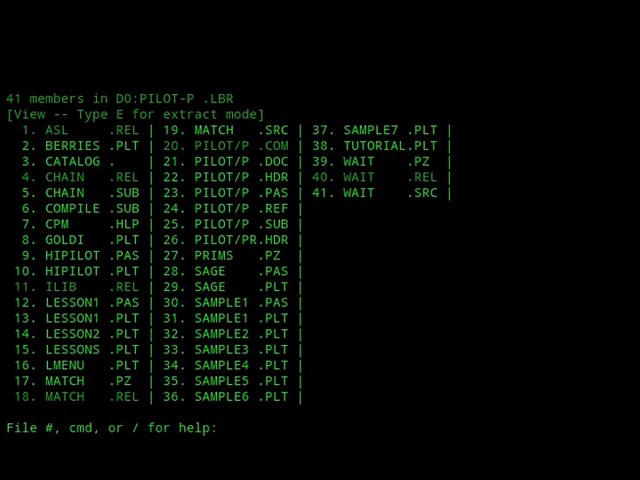 41 members in D0:PILOT-P .LBR
[View -- Type E for extract mode]
1. ASL .REL | 19. MATCH .SRC | 37. SAMPLE7 .PLT |
2. BERRIES .PLT | 20. PILOT/P .COM | 38. TUTORIAL.PLT |
3. CATALOG . | 21. PILOT/P .DOC | 39. WAIT .PZ |
4. CHAIN .REL | 22. PILOT/P .HDR | 40. WAIT .REL |
5. CHAIN .SUB | 23. PILOT/P .PAS | 41. WAIT .SRC |
6. COMPILE .SUB | 24. PILOT/P .REF |
7. CPM .HLP | 25. PILOT/P .SUB |
8. GOLDI .PLT | 26. PILOT/PR.HDR |
9. HIPILOT .PAS | 27. PRIMS .PZ |
10. HIPILOT .PLT | 28. SAGE .PAS |
11. ILIB .REL | 29. SAGE .PLT |
12. LESSON1 .PAS | 30. SAMPLE1 .PAS |
13. LESSON1 .PLT | 31. SAMPLE1 .PLT |
14. LESSON2 .PLT | 32. SAMPLE2 .PLT |
15. LESSONS .PLT | 33. SAMPLE3 .PLT |
16. LMENU .PLT | 34. SAMPLE4 .PLT |
17. MATCH .PZ | 35. SAMPLE5 .PLT |
18. MATCH .REL | 36. SAMPLE6 .PLT |
File #, cmd, or / for help: